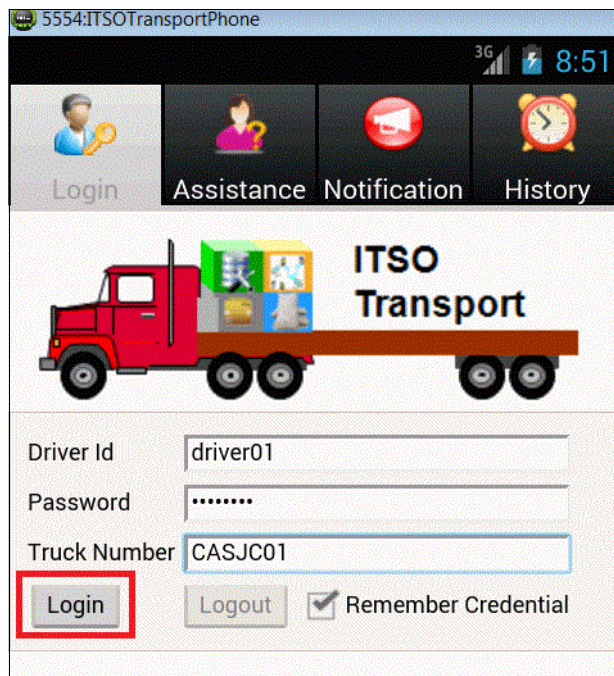 5554:ITSOTransportPhone
3G 8:51
Login Assistance Notification History
ITSO
Transport
Driver Id driver01
Password ••••••••
Truck Number CASJC01
Login Logout Remember Credential